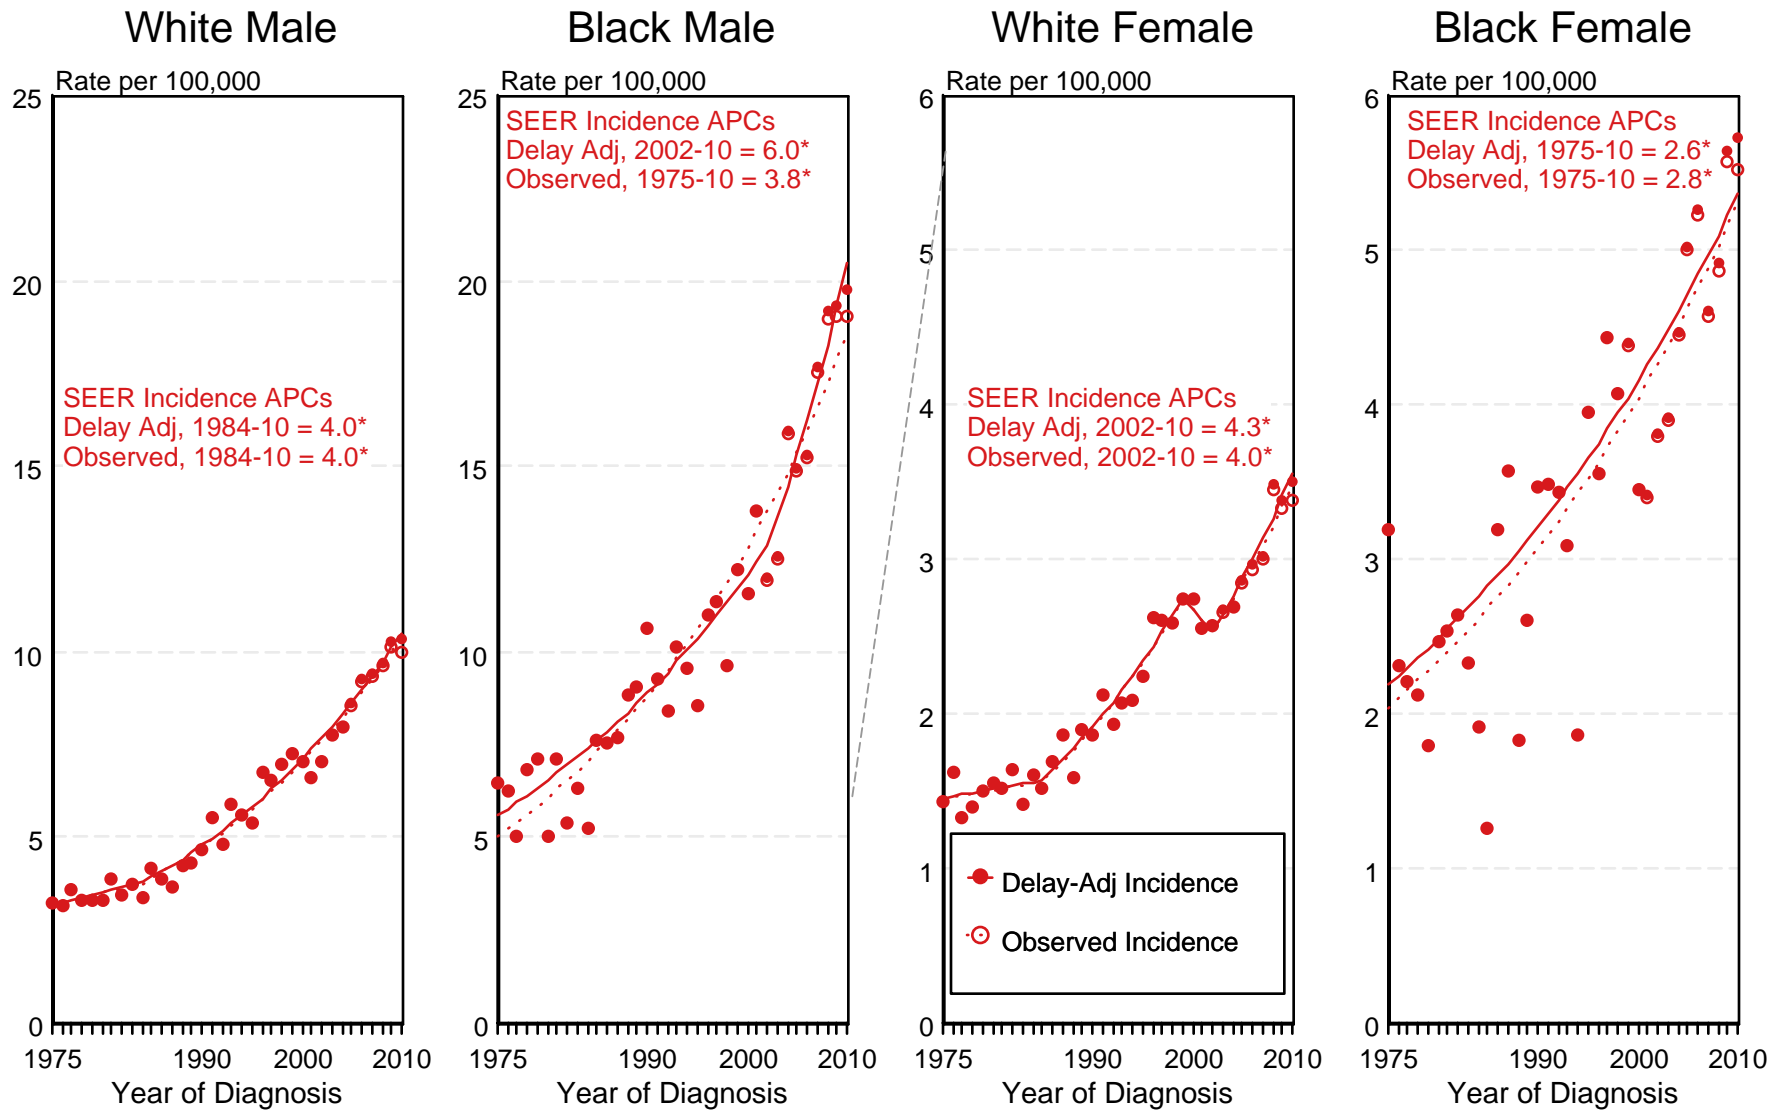 White Male
Rate per 100,000
25
20
15
10
5
0
SEER Incidence APCs
Delay Adj, 1984-10 = 4.0*
Observed, 1984-10 = 4.0*
1975
1990
2000
2010
Year of Diagnosis
Black Male
Rate per 100,000
25
20
15
10
5
0
SEER Incidence APCs
Delay Adj, 2002-10 = 6.0*
Observed, 1975-10 = 3.8*
1975
1990
2000
2010
Year of Diagnosis
White Female
Rate per 100,000
6
5
4
3
2
1
0
SEER Incidence APCs
Delay Adj, 2002-10 = 4.3*
Observed, 2002-10 = 4.0*
Delay-Adj Incidence
Observed Incidence
1975
1990
2000
2010
Year of Diagnosis
Black Female
Rate per 100,000
6
5
4
3
2
1
0
SEER Incidence APCs
Delay Adj, 1975-10 = 2.6*
Observed, 1975-10 = 2.8*
1975
1990
2000
2010
Year of Diagnosis